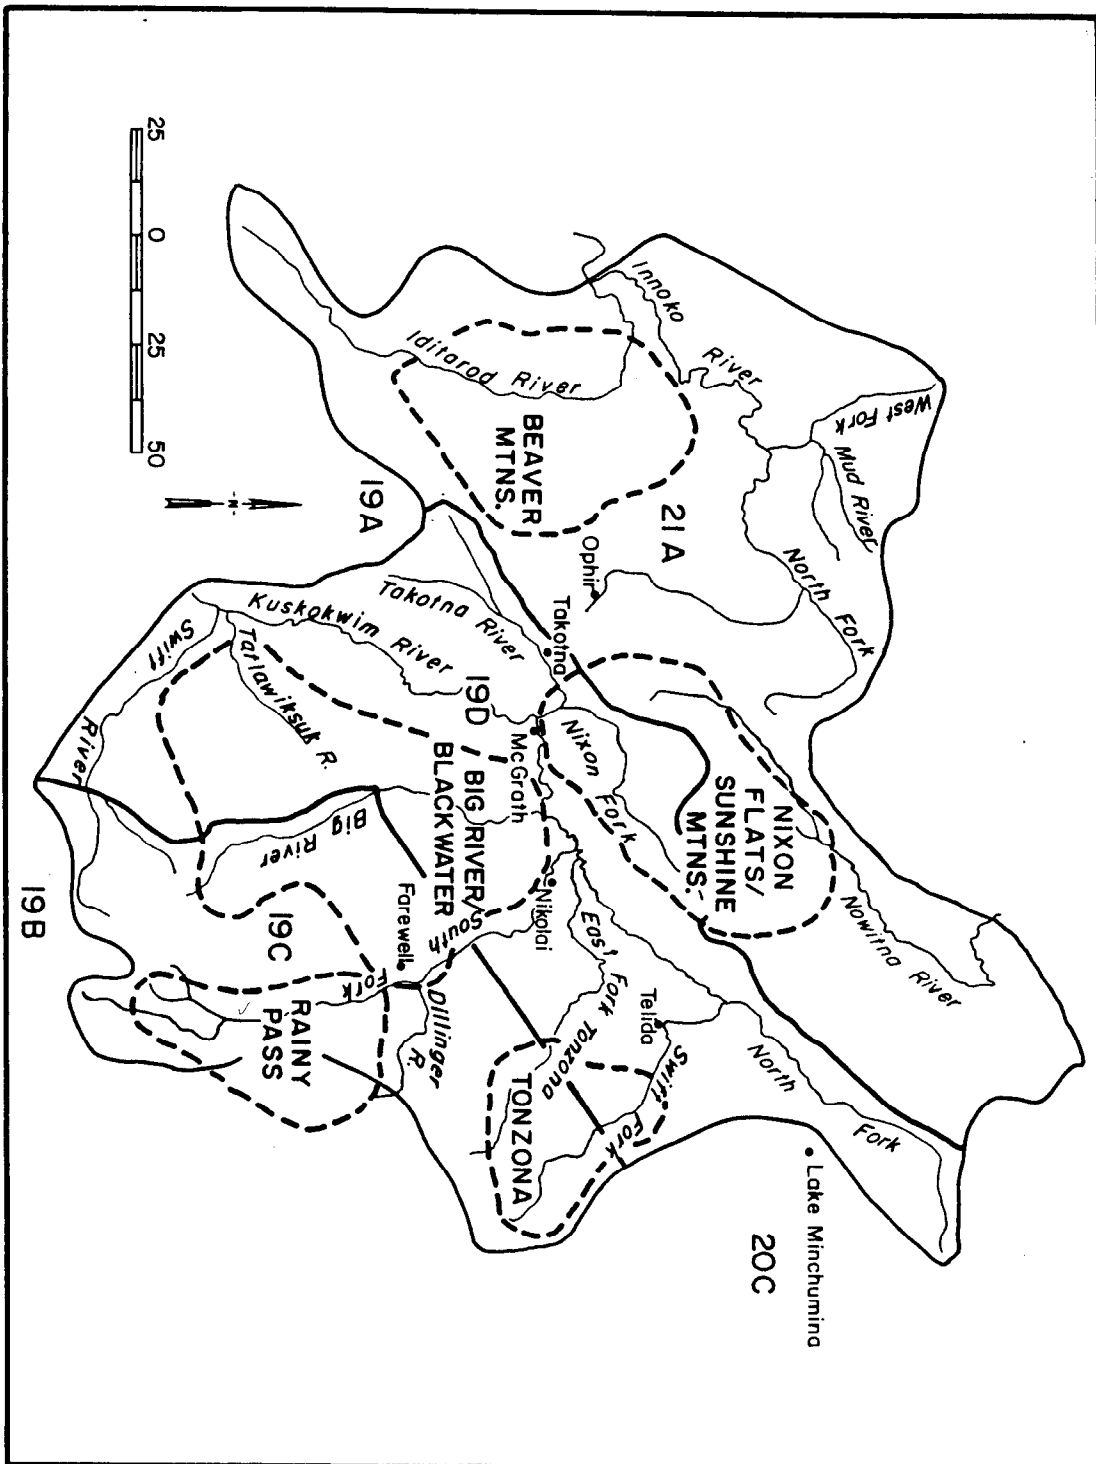 West Fork
Mud River
North
Fork
Nowitna River
Innoko
River
NIXON
FLATS/
SUNSHINE
MTNS.
North
Fork
Lake Minchumina
20C
21A
Ophir
Takotna
Iditarod River
BEAVER
MTNS.
Telida
Swift
Fork
Nixon
Fork
East
Fork
Tonzona
Nikolai
McGrath
TONZONA
Takotna River
19D
BIG RIVER/
BLACKWATER
South
Fork
Farewell
Dillinger
R.
19A
Kuskokwim River
Big River
Tarlawiksuk R.
19C
RAINY
PASS
Swift
River
N
25 0 25 50
19B